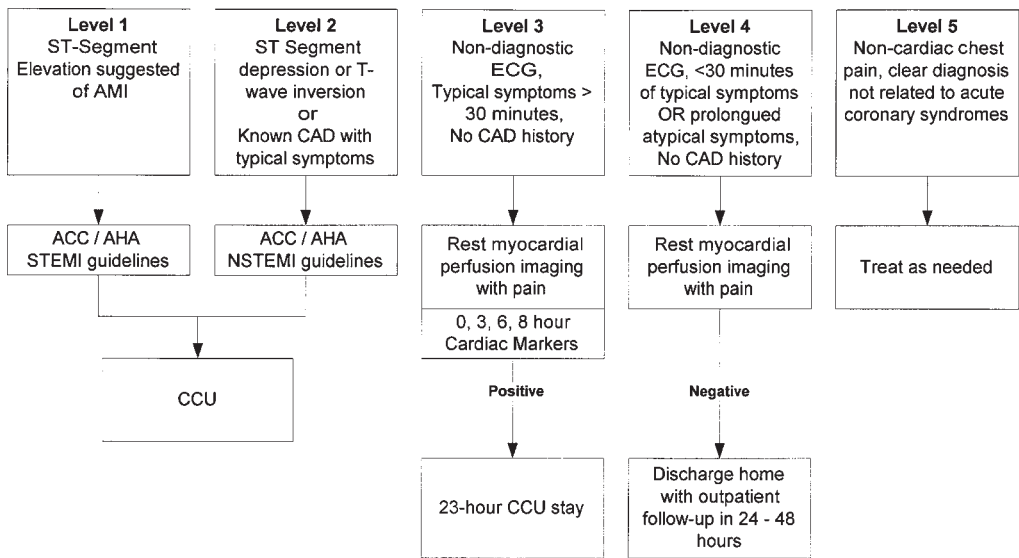 Level 1
ST-Segment
Elevation suggested
of AMI
Level 2
ST Segment
depression or T-
wave inversion
or
Known CAD with
typical symptoms
Level 3
Non-diagnostic
ECG,
Typical symptoms >
30 minutes,
No CAD history
Level 4
Non-diagnostic
ECG, <30 minutes
of typical symptoms
OR prolongued
atypical symptoms,
No CAD history
Level 5
Non-cardiac chest
pain, clear diagnosis
not related to acute
coronary syndromes
ACC / AHA
STEMI guidelines
ACC / AHA
NSTEMI guidelines
Rest myocardial
perfusion imaging
with pain
0, 3, 6, 8 hour
Cardiac Markers
Rest myocardial
perfusion imaging
with pain
Treat as needed
CCU
Positive
Negative
23-hour CCU stay
Discharge home
with outpatient
follow-up in 24 - 48
hours